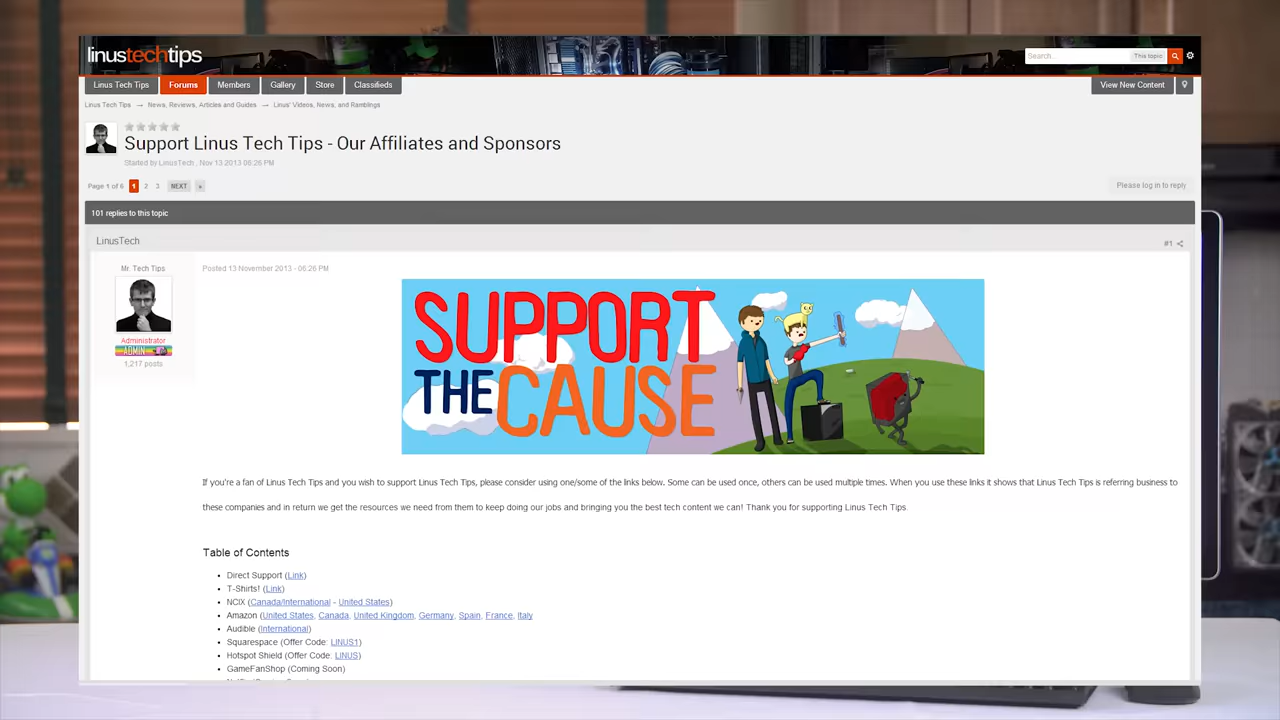 linustechtips
Search... This topic
Linus Tech Tips Forums Members Gallery Store Classifieds View New Content
Linus Tech Tips → News, Reviews, Articles and Guides → Linus' Videos, News, and Ramblings
Support Linus Tech Tips - Our Affiliates and Sponsors
Started by LinusTech , Nov 13 2013 06:26 PM
Page 1 of 6 1 2 3 NEXT » Please log in to reply
101 replies to this topic
LinusTech #1
Mr. Tech Tips Posted 13 November 2013 - 06:26 PM
SUPPORT
THE CAUSE
Administrator
ADMIN
1,217 posts
If you're a fan of Linus Tech Tips and you wish to support Linus Tech Tips, please consider using one/some of the links below. Some can be used once, others can be used multiple times. When you use these links it shows that Linus Tech Tips is referring business to
these companies and in return we get the resources we need from them to keep doing our jobs and bringing you the best tech content we can! Thank you for supporting Linus Tech Tips.
Table of Contents
• Direct Support (Link)
• T-Shirts! (Link)
• NCIX (Canada/International - United States)
• Amazon (United States, Canada, United Kingdom, Germany, Spain, France, Italy)
• Audible (International)
• Squarespace (Offer Code: LINUS1)
• Hotspot Shield (Offer Code: LINUS)
• GameFanShop (Coming Soon)